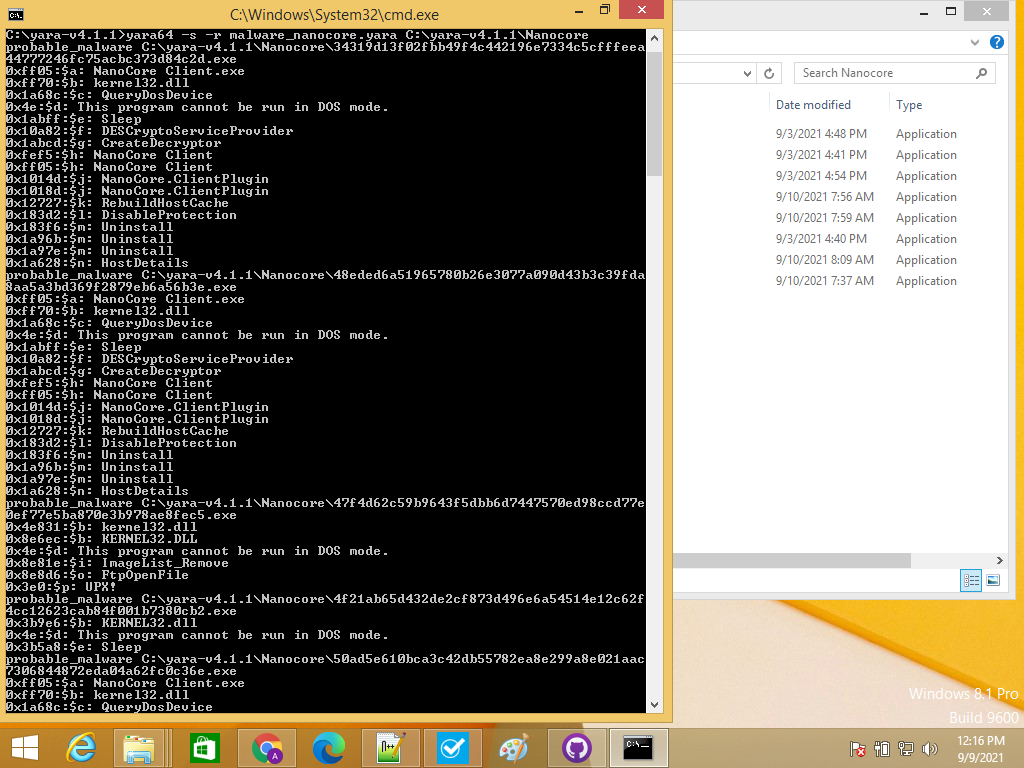 C:\Windows\System32\cmd.exe
C:\yara-v4.1.1>yara64 -s -r malware_nanocore.yara C:\yara-v4.1.1\Nanocore
probable_malware C:\yara-v4.1.1\Nanocore\34319d13f02fbb49f4c442196e7334c5cfffeea
44777246fc75acbc373d84c2d.exe
0xff05:$a: NanoCore Client.exe
0xff70:$b: kernel32.dll
0x1a68c:$c: QueryDosDevice
0x4e:$d: This program cannot be run in DOS mode.
0x1abff:$e: Sleep
0x10a82:$f: DESCryptoServiceProvider
0x1abcd:$g: CreateDecryptor
0xfef5:$h: NanoCore Client
0xff05:$h: NanoCore Client
0x1014d:$j: NanoCore.ClientPlugin
0x1018d:$j: NanoCore.ClientPlugin
0x12727:$k: RebuildHostCache
0x183d2:$l: DisableProtection
0x183f6:$m: Uninstall
0x1a96b:$m: Uninstall
0x1a97e:$m: Uninstall
0x1a628:$n: HostDetails
probable_malware C:\yara-v4.1.1\Nanocore\48eded6a51965780b26e3077a090d43b3c39fda
8aa5a3bd369f2879eb6a56b3e.exe
0xff05:$a: NanoCore Client.exe
0xff70:$b: kernel32.dll
0x1a68c:$c: QueryDosDevice
0x4e:$d: This program cannot be run in DOS mode.
0x1abff:$e: Sleep
0x10a82:$f: DESCryptoServiceProvider
0x1abcd:$g: CreateDecryptor
0xfef5:$h: NanoCore Client
0xff05:$h: NanoCore Client
0x1014d:$j: NanoCore.ClientPlugin
0x1018d:$j: NanoCore.ClientPlugin
0x12727:$k: RebuildHostCache
0x183d2:$l: DisableProtection
0x183f6:$m: Uninstall
0x1a96b:$m: Uninstall
0x1a97e:$m: Uninstall
0x1a628:$n: HostDetails
probable_malware C:\yara-v4.1.1\Nanocore\47f4d62c59b9643f5dbb6d7447570ed98ccd77e
0ef77e5ba870e3b978ae8fec5.exe
0x4e831:$b: kernel32.dll
0x8e6ec:$b: KERNEL32.DLL
0x4e:$d: This program cannot be run in DOS mode.
0x8e81e:$i: ImageList_Remove
0x8e8d6:$o: FtpOpenFile
0x3e0:$p: UPX!
probable_malware C:\yara-v4.1.1\Nanocore\4f21ab65d432de2cf873d496e6a54514e12c62f
4cc12623cab84f001b7380cb2.exe
0x3b9e6:$b: KERNEL32.dll
0x4e:$d: This program cannot be run in DOS mode.
0x3b5a8:$e: Sleep
probable_malware C:\yara-v4.1.1\Nanocore\50ad5e610bca3c42db55782ea8e299a8e021aac
7306844872eda04a62fc0c36e.exe
0xff05:$a: NanoCore Client.exe
0xff70:$b: kernel32.dll
0x1a68c:$c: QueryDosDevice
Search Nanocore
Date modified Type
9/3/2021 4:48 PM Application
9/3/2021 4:41 PM Application
9/3/2021 4:54 PM Application
9/10/2021 7:56 AM Application
9/10/2021 7:59 AM Application
9/3/2021 4:40 PM Application
9/10/2021 8:09 AM Application
9/10/2021 7:37 AM Application
Windows 8.1 Pro
Build 9600
12:16 PM
9/9/2021